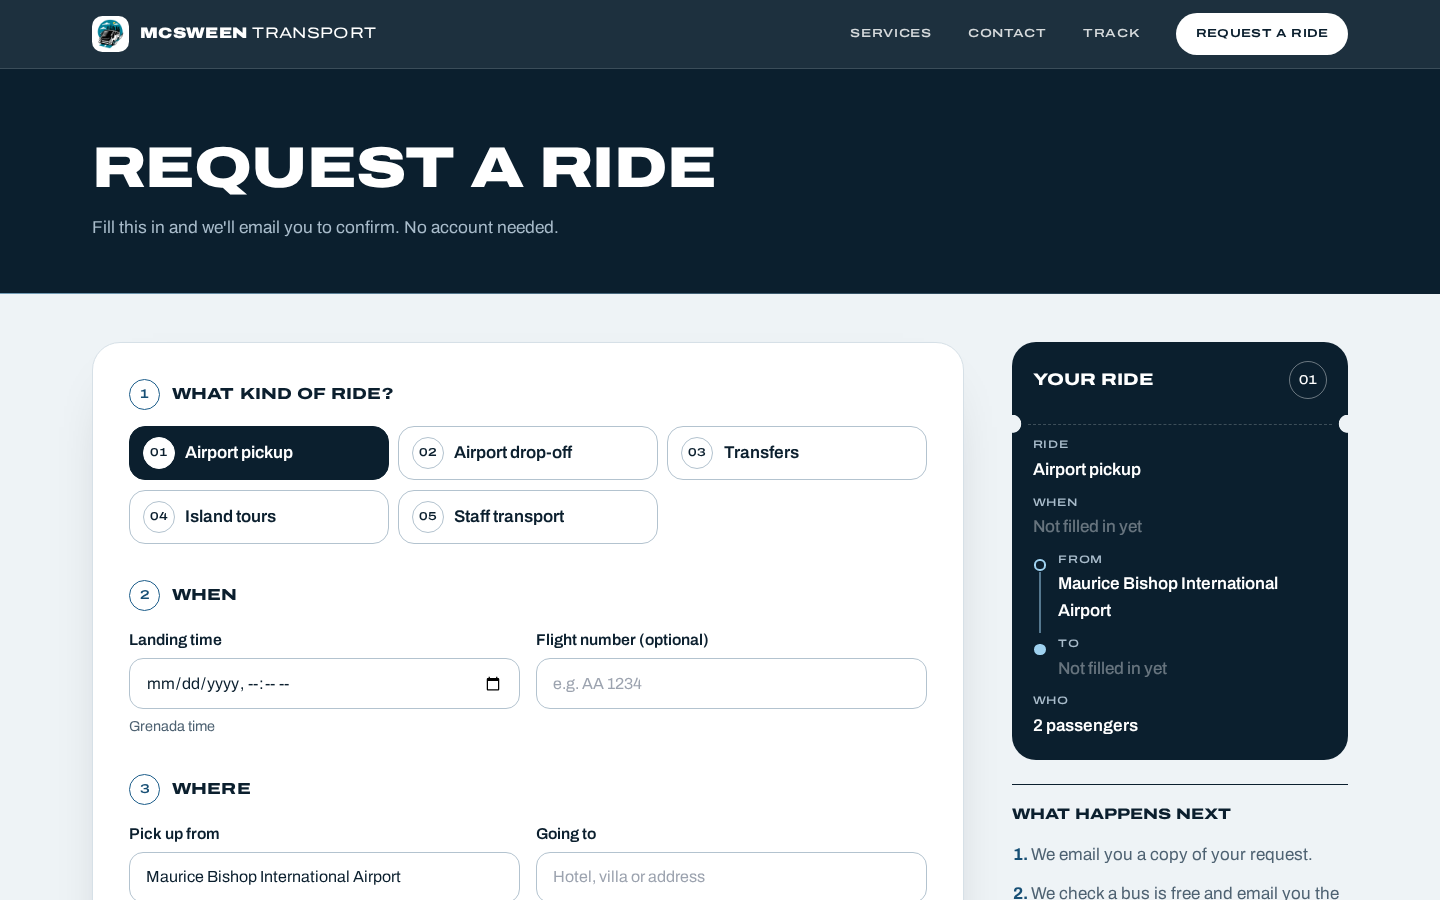 MCSWEEN TRANSPORT
SERVICES
CONTACT
TRACK
REQUEST A RIDE
REQUEST A RIDE
Fill this in and we'll email you to confirm. No account needed.
1 WHAT KIND OF RIDE?
01 Airport pickup
02 Airport drop-off
03 Transfers
04 Island tours
05 Staff transport
2 WHEN
Landing time
mm/dd/yyyy, --:-- --
Grenada time
Flight number (optional)
e.g. AA 1234
3 WHERE
Pick up from
Maurice Bishop International Airport
Going to
Hotel, villa or address
YOUR RIDE 01
RIDE
Airport pickup
WHEN
Not filled in yet
FROM
Maurice Bishop International
Airport
TO
Not filled in yet
WHO
2 passengers
WHAT HAPPENS NEXT
1. We email you a copy of your request.
2. We check a bus is free and email you the